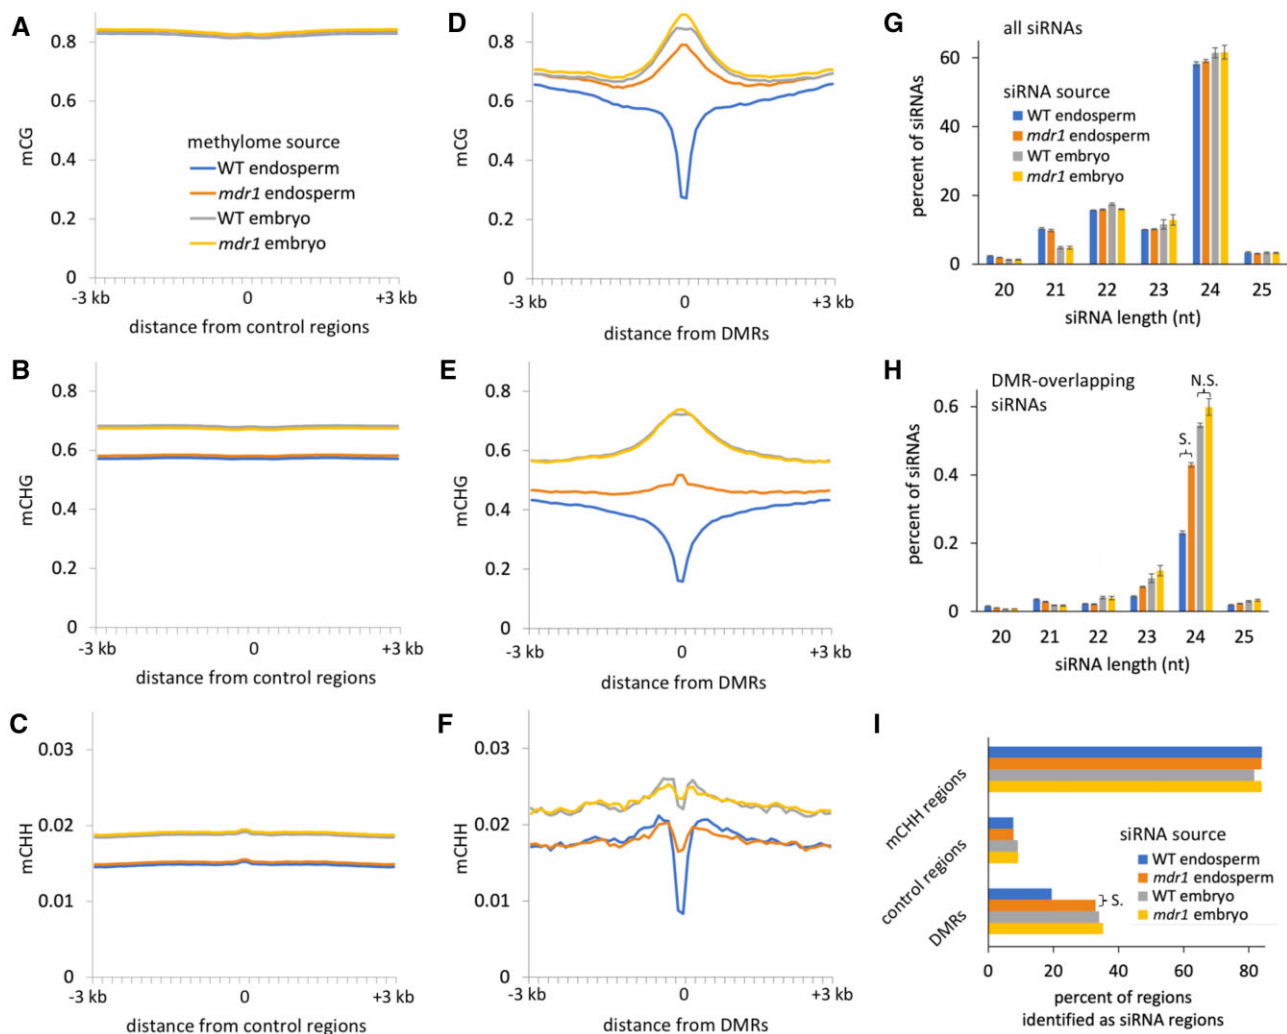 A
mCG
0.8
0.6
0.4
0.2
0
methylome source
WT endosperm
mdr1 endosperm
WT embryo
mdr1 embryo
-3 kb 0 +3 kb
distance from control regions
B
mCHG
0.8
0.6
0.4
0.2
0
-3 kb 0 +3 kb
distance from control regions
C
mCHH
0.03
0.02
0.01
0
-3 kb 0 +3 kb
distance from control regions
D
mCG
0.8
0.6
0.4
0.2
0
-3 kb 0 +3 kb
distance from DMRs
E
mCHG
0.8
0.6
0.4
0.2
0
-3 kb 0 +3 kb
distance from DMRs
F
mCHH
0.03
0.02
0.01
0
-3 kb 0 +3 kb
distance from DMRs
G
all siRNAs
percent of siRNAs
60
40
20
0
siRNA source
WT endosperm
mdr1 endosperm
WT embryo
mdr1 embryo
20 21 22 23 24 25
siRNA length (nt)
H
DMR-overlapping
siRNAs
N.S.
S.
percent of siRNAs
0.6
0.4
0.2
0
20 21 22 23 24 25
siRNA length (nt)
I
mCHH regions
control regions
DMRs
S.
siRNA source
WT endosperm
mdr1 endosperm
WT embryo
mdr1 embryo
0 20 40 60 80
percent of regions
identified as siRNA regions